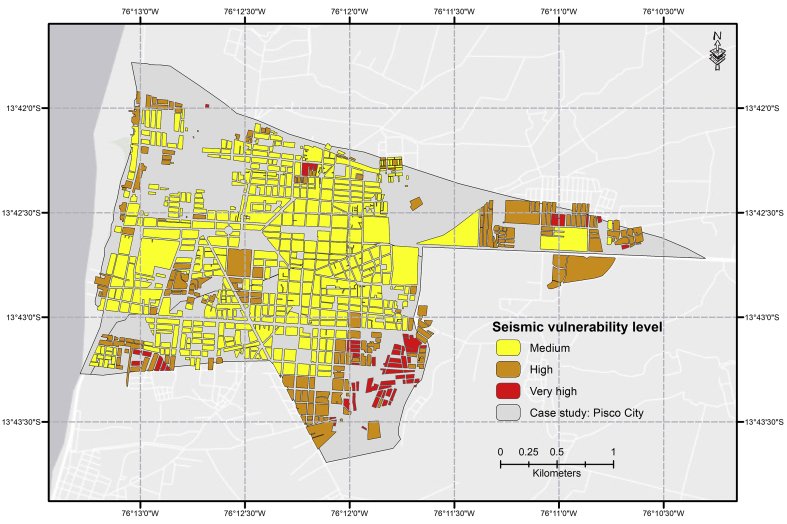 76°13'0"W 76°12'30"W 76°12'0"W 76°11'30"W 76°11'0"W 76°10'30"W
N
13°42'0"S 13°42'0"S
13°42'30"S 13°42'30"S
13°43'0"S 13°43'0"S
Seismic vulnerability level
Medium
High
Very high
Case study: Pisco City
13°43'30"S 13°43'30"S
0 0.25 0.5 1
Kilometers
76°13'0"W 76°12'30"W 76°12'0"W 76°11'30"W 76°11'0"W 76°10'30"W